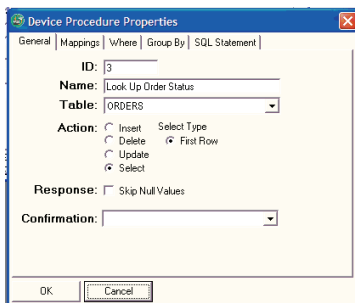 Device Procedure Properties
General Mappings Where Group By SQL Statement
ID: 3
Name: Look Up Order Status
Table: ORDERS
Action: Insert Select Type
Delete First Row
Update
Select
Response: Skip Null Values
Confirmation:
OK Cancel